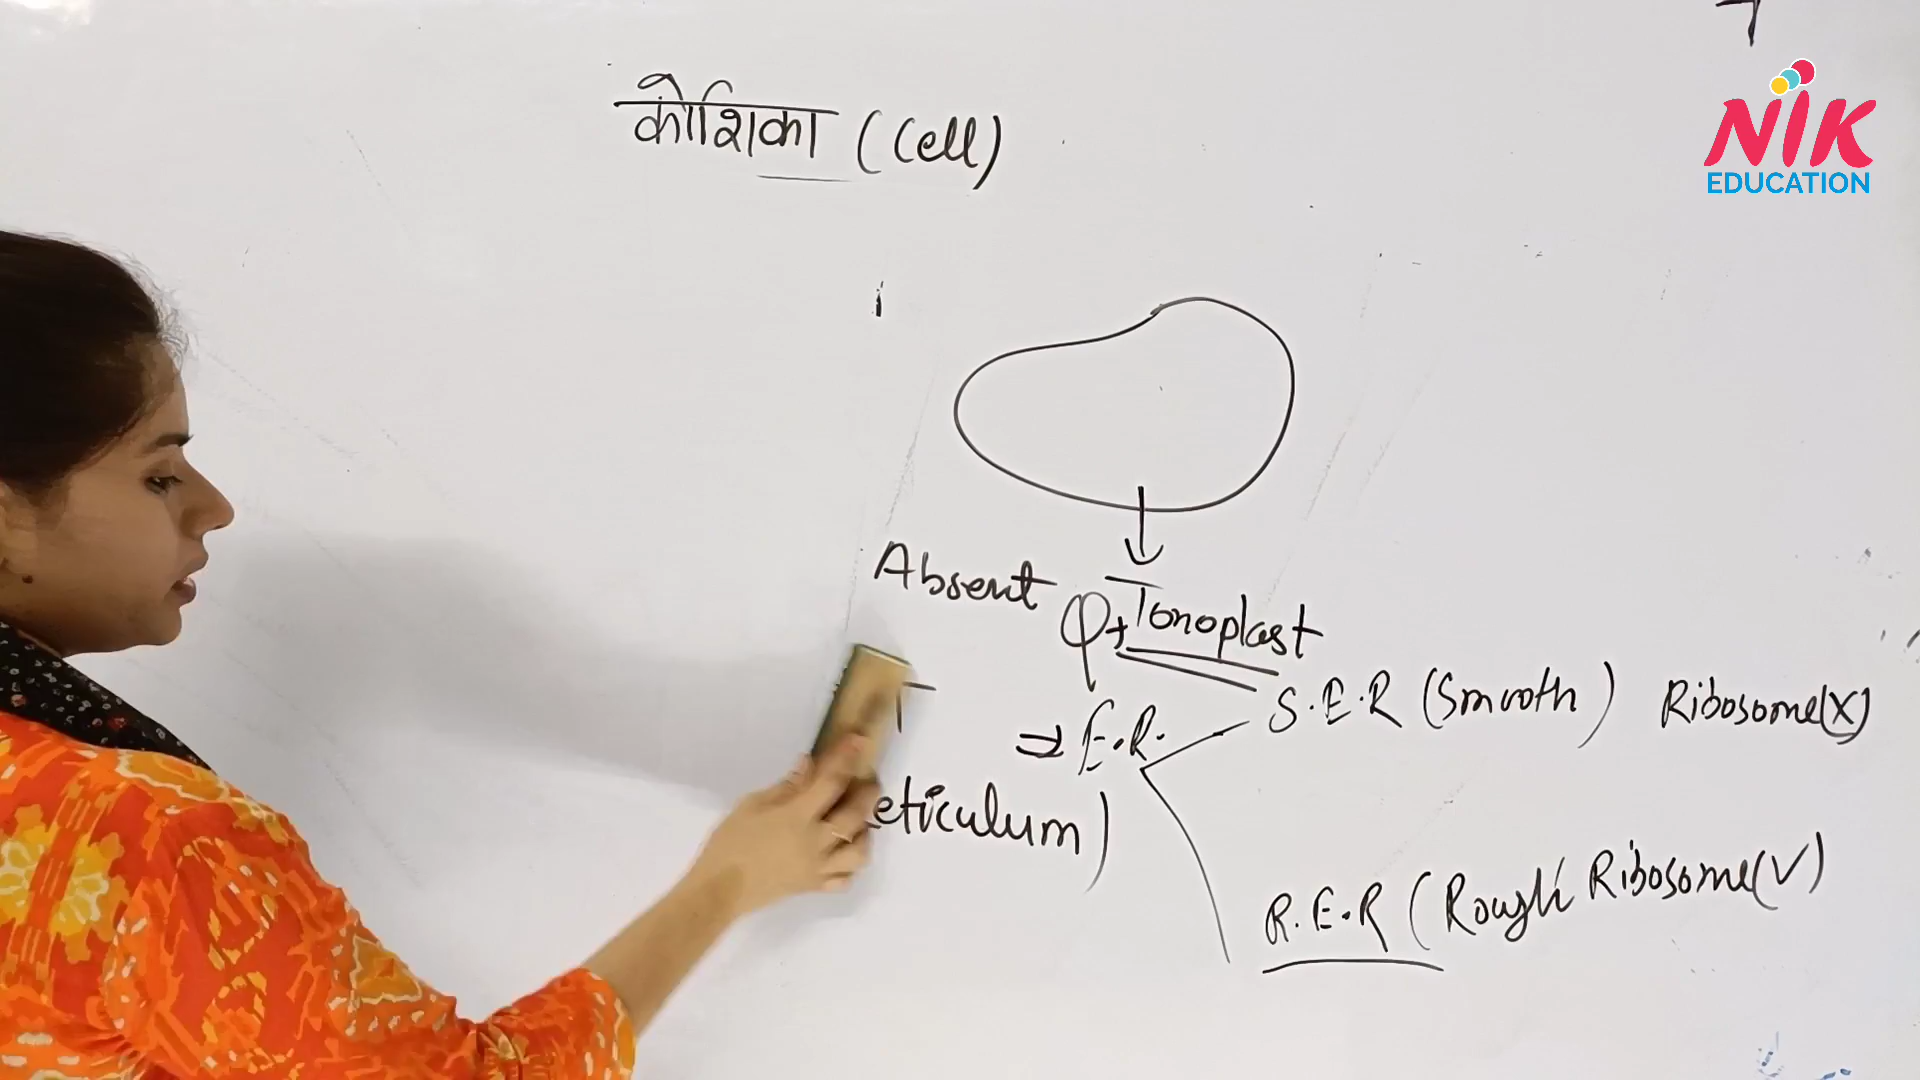 कोशिका (Cell)
NIK
EDUCATION
Absent
Tonoplast
S.E.R (Smooth) Ribosome(X)
⇒ E.R.
eticulum)
R.E.R (Rough Ribosome(✓)